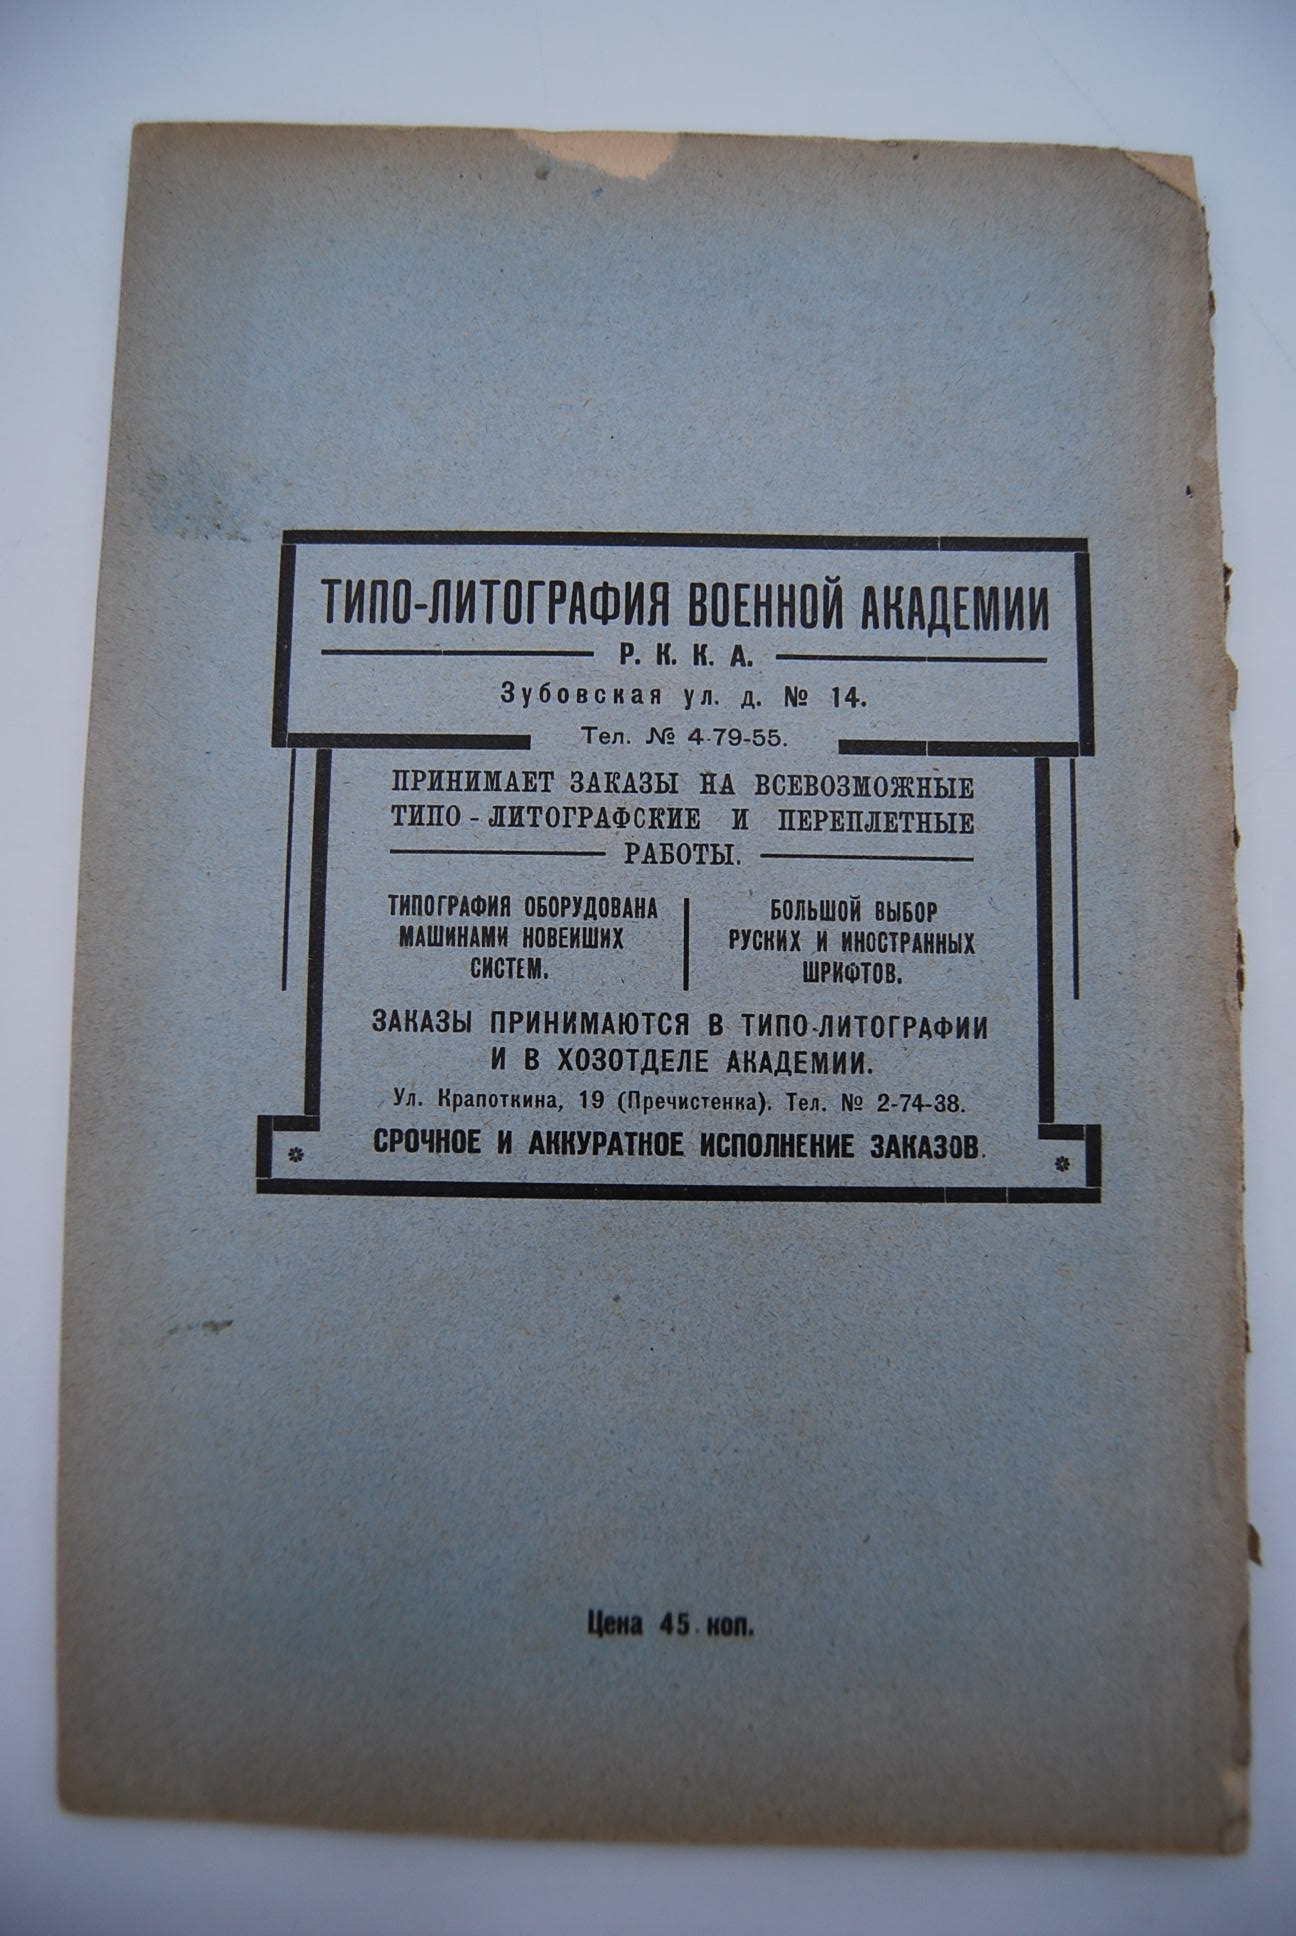 ТИПО-ЛИТОГРАФИЯ ВОЕННОЙ АКАДЕМИИ
Р. К. К. А.
Зубовская ул. д. № 14.
Тел. № 4-79-55.
ПРИНИМАЕТ ЗАКАЗЫ НА ВСЕВОЗМОЖНЫЕ
ТИПО-ЛИТОГРАФСКИЕ И ПЕРЕПЛЕТНЫЕ
РАБОТЫ.
ТИПОГРАФИЯ ОБОРУДОВАНА
МАШИНАМИ НОВЕИШИХ
СИСТЕМ.
БОЛЬШОЙ ВЫБОР
РУСКИХ И ИНОСТРАННЫХ
ШРИФТОВ.
ЗАКАЗЫ ПРИНИМАЮТСЯ В ТИПО-ЛИТОГРАФИИ
И В ХОЗОТДЕЛЕ АКАДЕМИИ.
Ул. Крапоткина, 19 (Пречистенка). Тел. № 2-74-38.
СРОЧНОЕ И АККУРАТНОЕ ИСПОЛНЕНИЕ ЗАКАЗОВ.
Цена 45 коп.